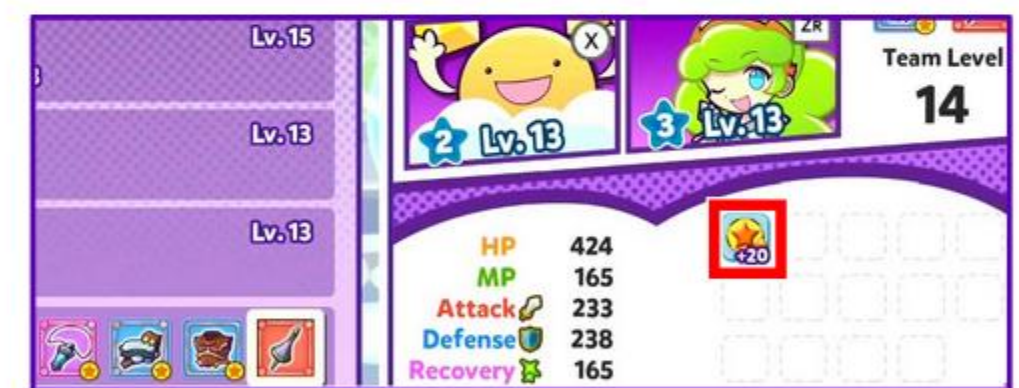 Lv. 15
Lv. 13
Lv. 13
X
ZR
2 Lv. 13
3 Lv. 13
Team Level
14
HP 424
MP 165
Attack 233
Defense 238
Recovery 165
+20